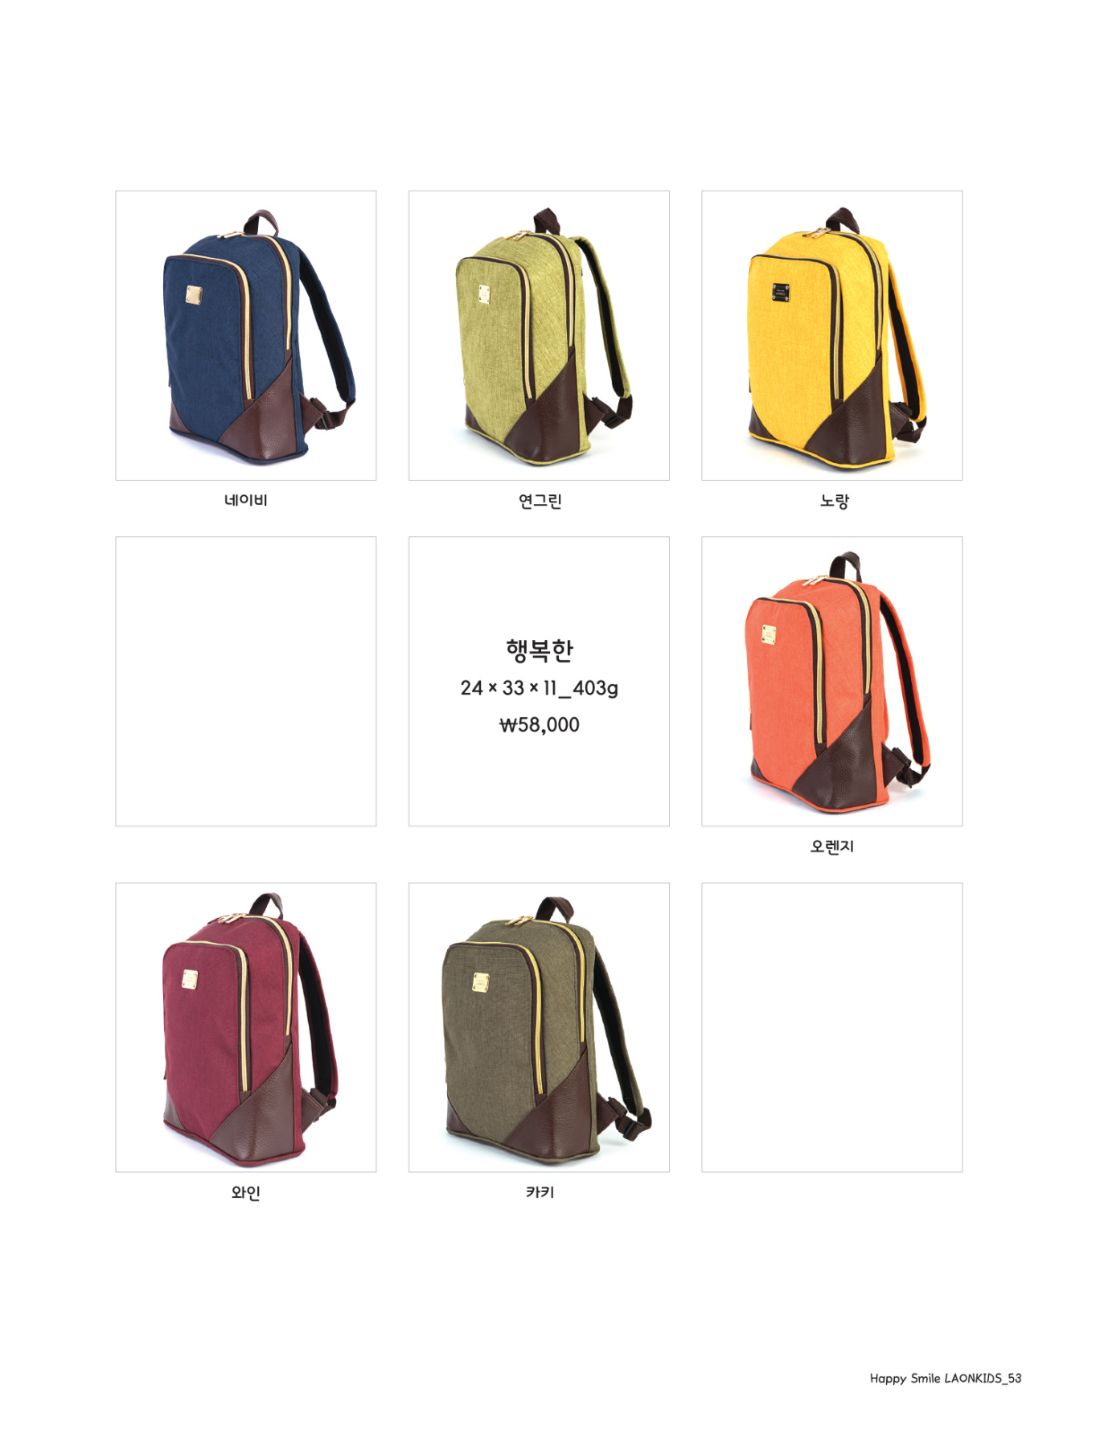 네이비
연그린
노랑
행복한
24 × 33 × 11_403g
₩58,000
오렌지
와인
카키
Happy Smile LAONKIDS_53